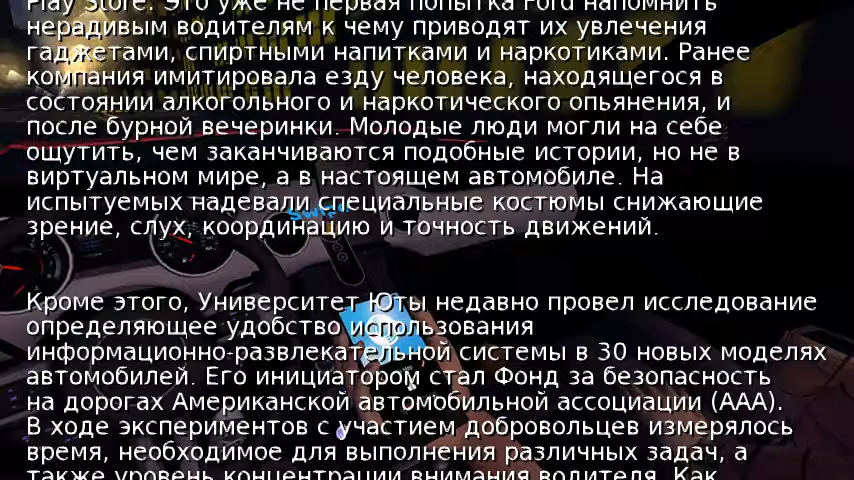 Play Store. Это уже не первая попытка Ford напомнить
нерадивым водителям к чему приводят их увлечения
гаджетами, спиртными напитками и наркотиками. Ранее
компания имитировала езду человека, находящегося в
состоянии алкогольного и наркотического опьянения, и
после бурной вечеринки. Молодые люди могли на себе
ощутить, чем заканчиваются подобные истории, но не в
виртуальном мире, а в настоящем автомобиле. На
испытуемых надевали специальные костюмы снижающие
зрение, слух, координацию и точность движений.
Кроме этого, Университет Юты недавно провел исследование
определяющее удобство использования
информационно-развлекательной системы в 30 новых моделях
автомобилей. Его инициатором стал Фонд за безопасность
на дорогах Американской автомобильной ассоциации (ААА).
В ходе экспериментов с участием добровольцев измерялось
время, необходимое для выполнения различных задач, а
также уровень концентрации внимания водителя. Как